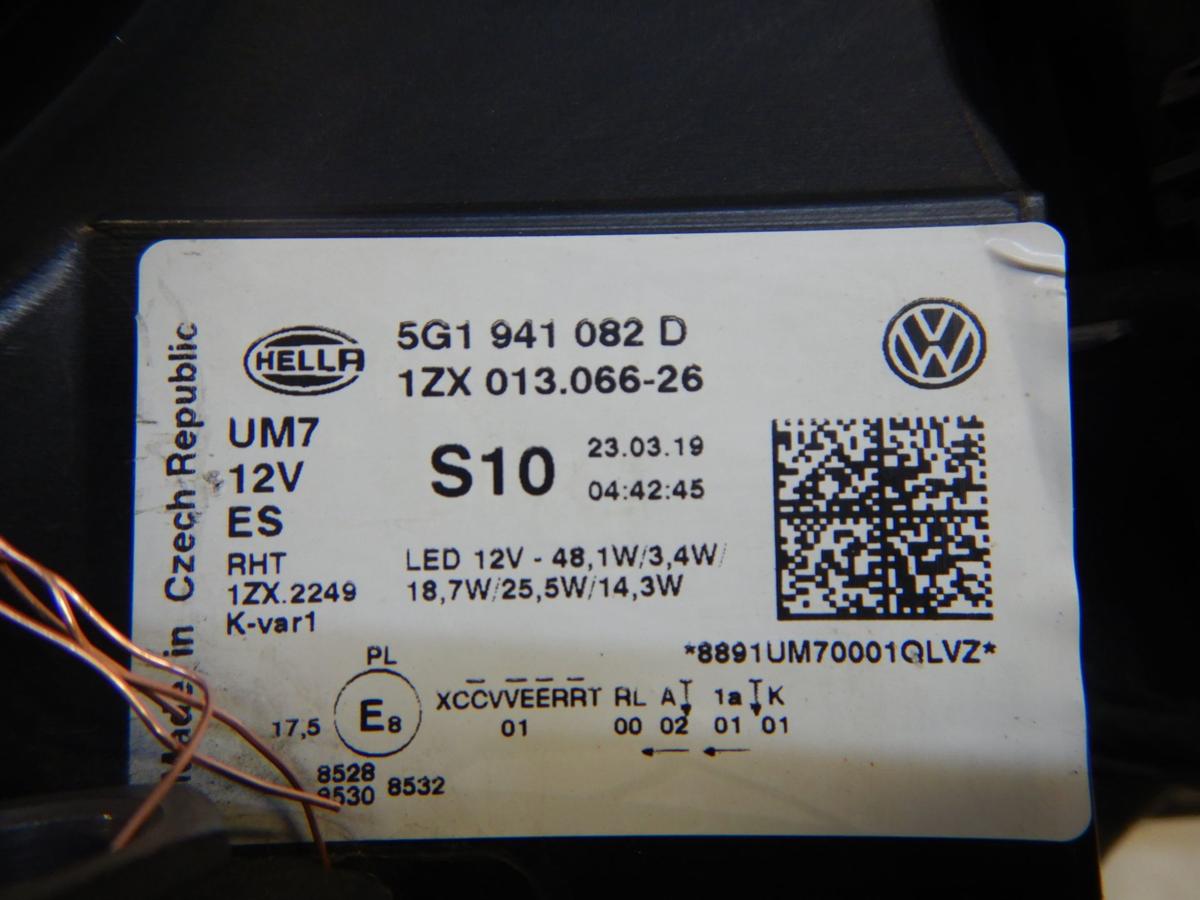 Made in Czech Republic
HELLA
5G1 941 082 D
1ZX 013.066-26
UM7
12V
ES
S10
23.03.19
04:42:45
RHT
1ZX.2249
K-var1
LED 12V - 48,1W/3,4W/
18,7W/25,5W/14,3W
*8891UM70001QLVZ*
PL
17,5
E8
XCCVVEERRT RL A 1a K
01 00 02 01 01
8528
8530 8532